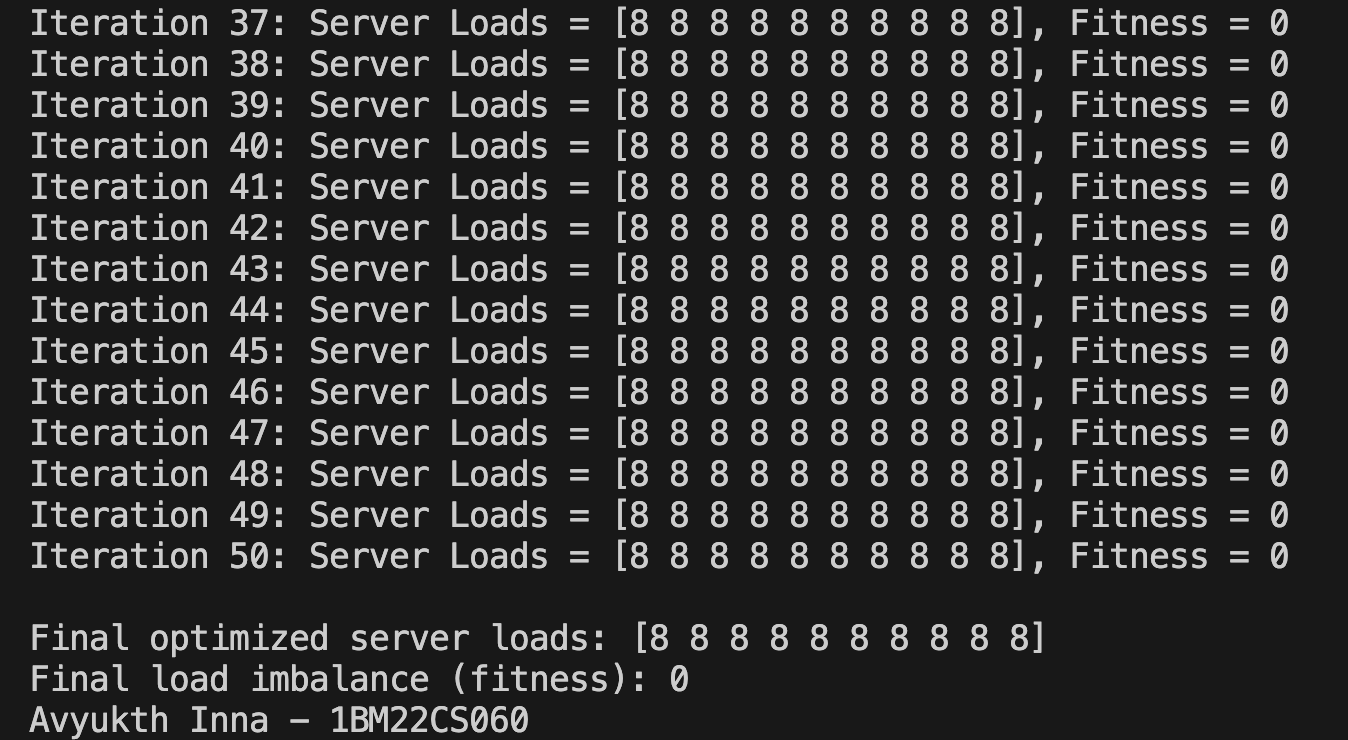 Iteration 37: Server Loads = [8 8 8 8 8 8 8 8 8 8], Fitness = 0
Iteration 38: Server Loads = [8 8 8 8 8 8 8 8 8 8], Fitness = 0
Iteration 39: Server Loads = [8 8 8 8 8 8 8 8 8 8], Fitness = 0
Iteration 40: Server Loads = [8 8 8 8 8 8 8 8 8 8], Fitness = 0
Iteration 41: Server Loads = [8 8 8 8 8 8 8 8 8 8], Fitness = 0
Iteration 42: Server Loads = [8 8 8 8 8 8 8 8 8 8], Fitness = 0
Iteration 43: Server Loads = [8 8 8 8 8 8 8 8 8 8], Fitness = 0
Iteration 44: Server Loads = [8 8 8 8 8 8 8 8 8 8], Fitness = 0
Iteration 45: Server Loads = [8 8 8 8 8 8 8 8 8 8], Fitness = 0
Iteration 46: Server Loads = [8 8 8 8 8 8 8 8 8 8], Fitness = 0
Iteration 47: Server Loads = [8 8 8 8 8 8 8 8 8 8], Fitness = 0
Iteration 48: Server Loads = [8 8 8 8 8 8 8 8 8 8], Fitness = 0
Iteration 49: Server Loads = [8 8 8 8 8 8 8 8 8 8], Fitness = 0
Iteration 50: Server Loads = [8 8 8 8 8 8 8 8 8 8], Fitness = 0
Final optimized server loads: [8 8 8 8 8 8 8 8 8 8]
Final load imbalance (fitness): 0
Avyukth Inna – 1BM22CS060